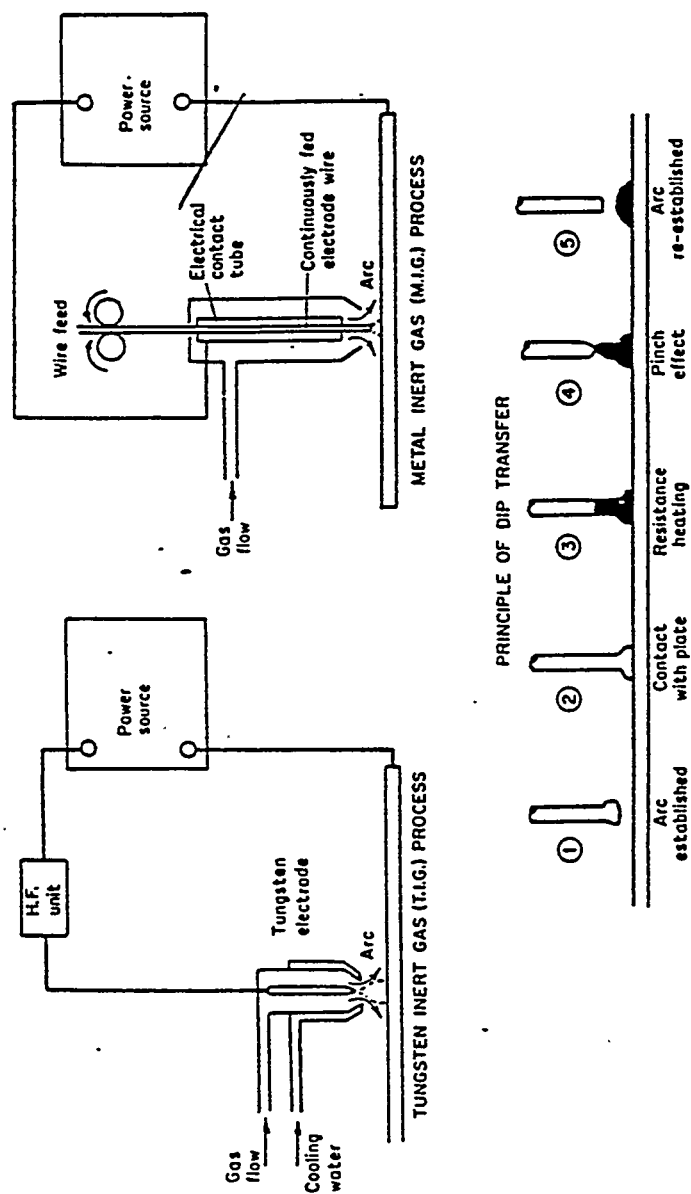 H.F.
unit
Power
source
Tungsten
electrode
Arc
Gas
flow
Cooling
water
TUNGSTEN INERT GAS (T.I.G.) PROCESS
Wire feed
Power
source
Electrical
contact
tube
Continuously fed
electrode wire
Arc
Gas
flow
METAL INERT GAS (M.I.G.) PROCESS
PRINCIPLE OF DIP TRANSFER
1
2
3
4
5
Arc
established
Contact
with plate
Resistance
heating
Pinch
effect
Arc
re-established